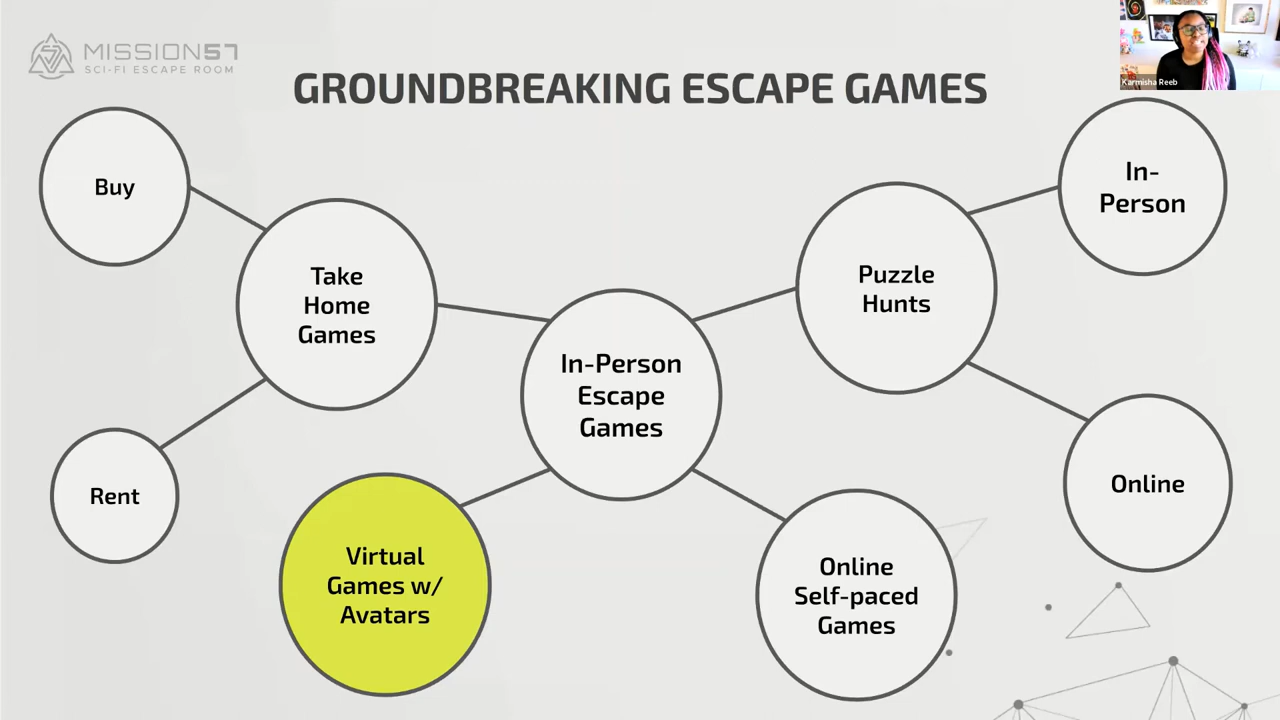 MISSION57
SCI-FI ESCAPE ROOM
GROUNDBREAKING ESCAPE GAMES
Karmisha Reeb
Buy
Take
Home
Games
Rent
In-Person
Escape
Games
Virtual
Games w/
Avatars
Puzzle
Hunts
In-
Person
Online
Online
Self-paced
Games